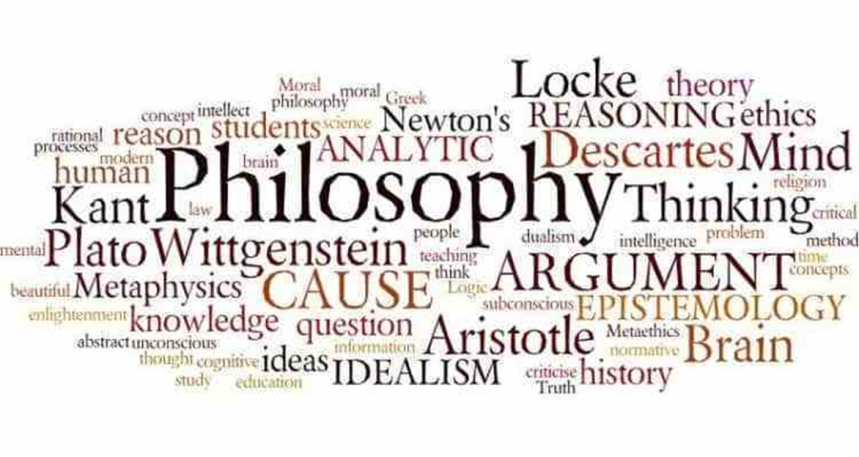 Locke theory
Moral
philosophy moral Greek
concept intellect
REASONING ethics
rational reason students science Newton's
processes modern
human brain ANALYTIC Descartes Mind
Philosophy
religion
Kant law Thinking critical
people dualism intelligence problem method
mental Plato Wittgenstein teaching
ARGUMENT time
concepts
beautiful Metaphysics CAUSE think Logic
subconscious EPISTEMOLOGY
enlightenment knowledge question
Aristotle Metaethics Brain
abstract unconscious information normative
thought cognitive ideas IDEALISM criticise history
study education Truth